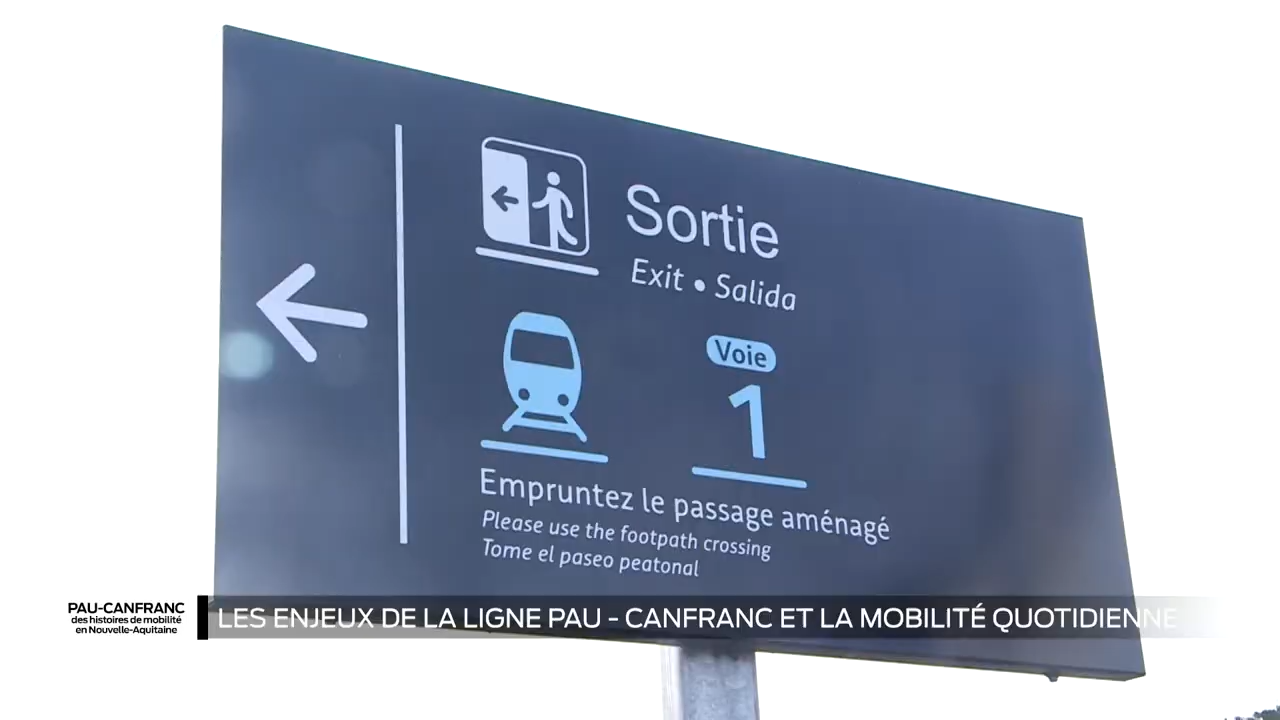 Sortie
Exit • Salida
Voie
1
Empruntez le passage aménagé
Please use the footpath crossing
Tome el paseo peatonal
PAU-CANFRANC
des histoires de mobilité
en Nouvelle-Aquitaine
LES ENJEUX DE LA LIGNE PAU - CANFRANC ET LA MOBILITÉ QUOTIDIENNE